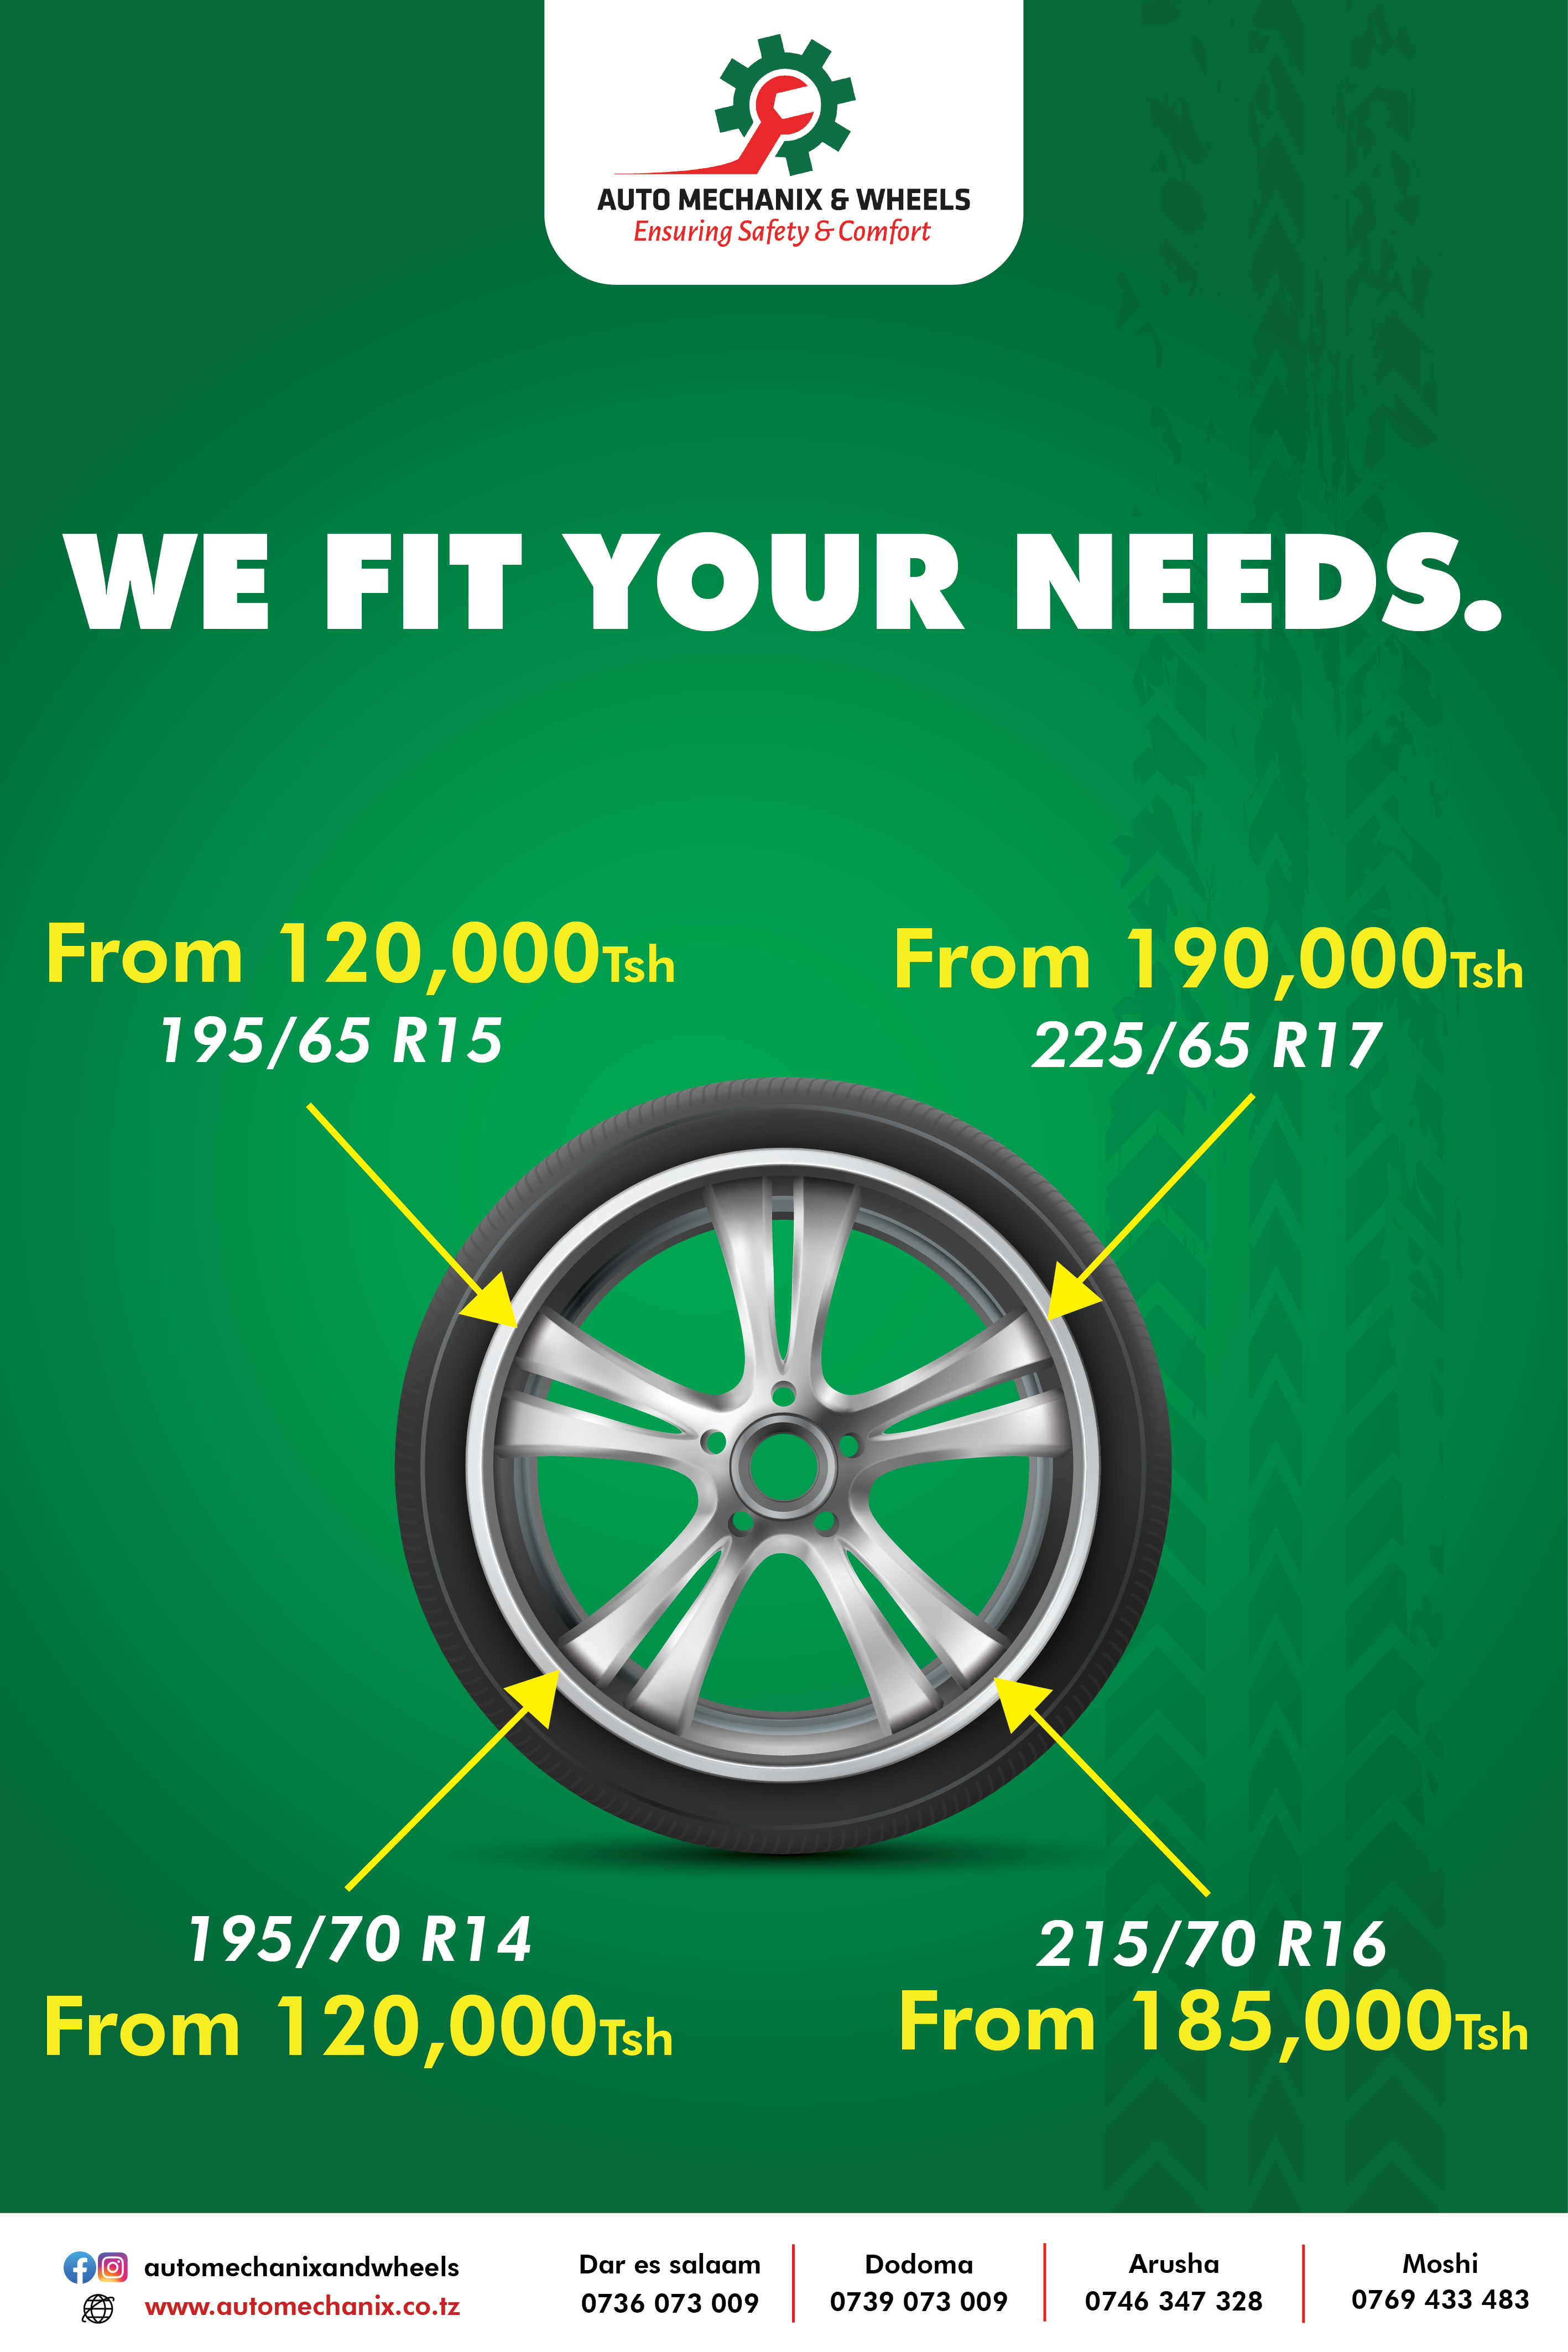 AUTO MECHANIX & WHEELS
Ensuring Safety & Comfort
WE FIT YOUR NEEDS.
From 120,000Tsh
195/65 R15
From 190,000Tsh
225/65 R17
195/70 R14
From 120,000Tsh
215/70 R16
From 185,000Tsh
automechanixandwheels
www.automechanix.co.tz
Dar es salaam
0736 073 009
Dodoma
0739 073 009
Arusha
0746 347 328
Moshi
0769 433 483